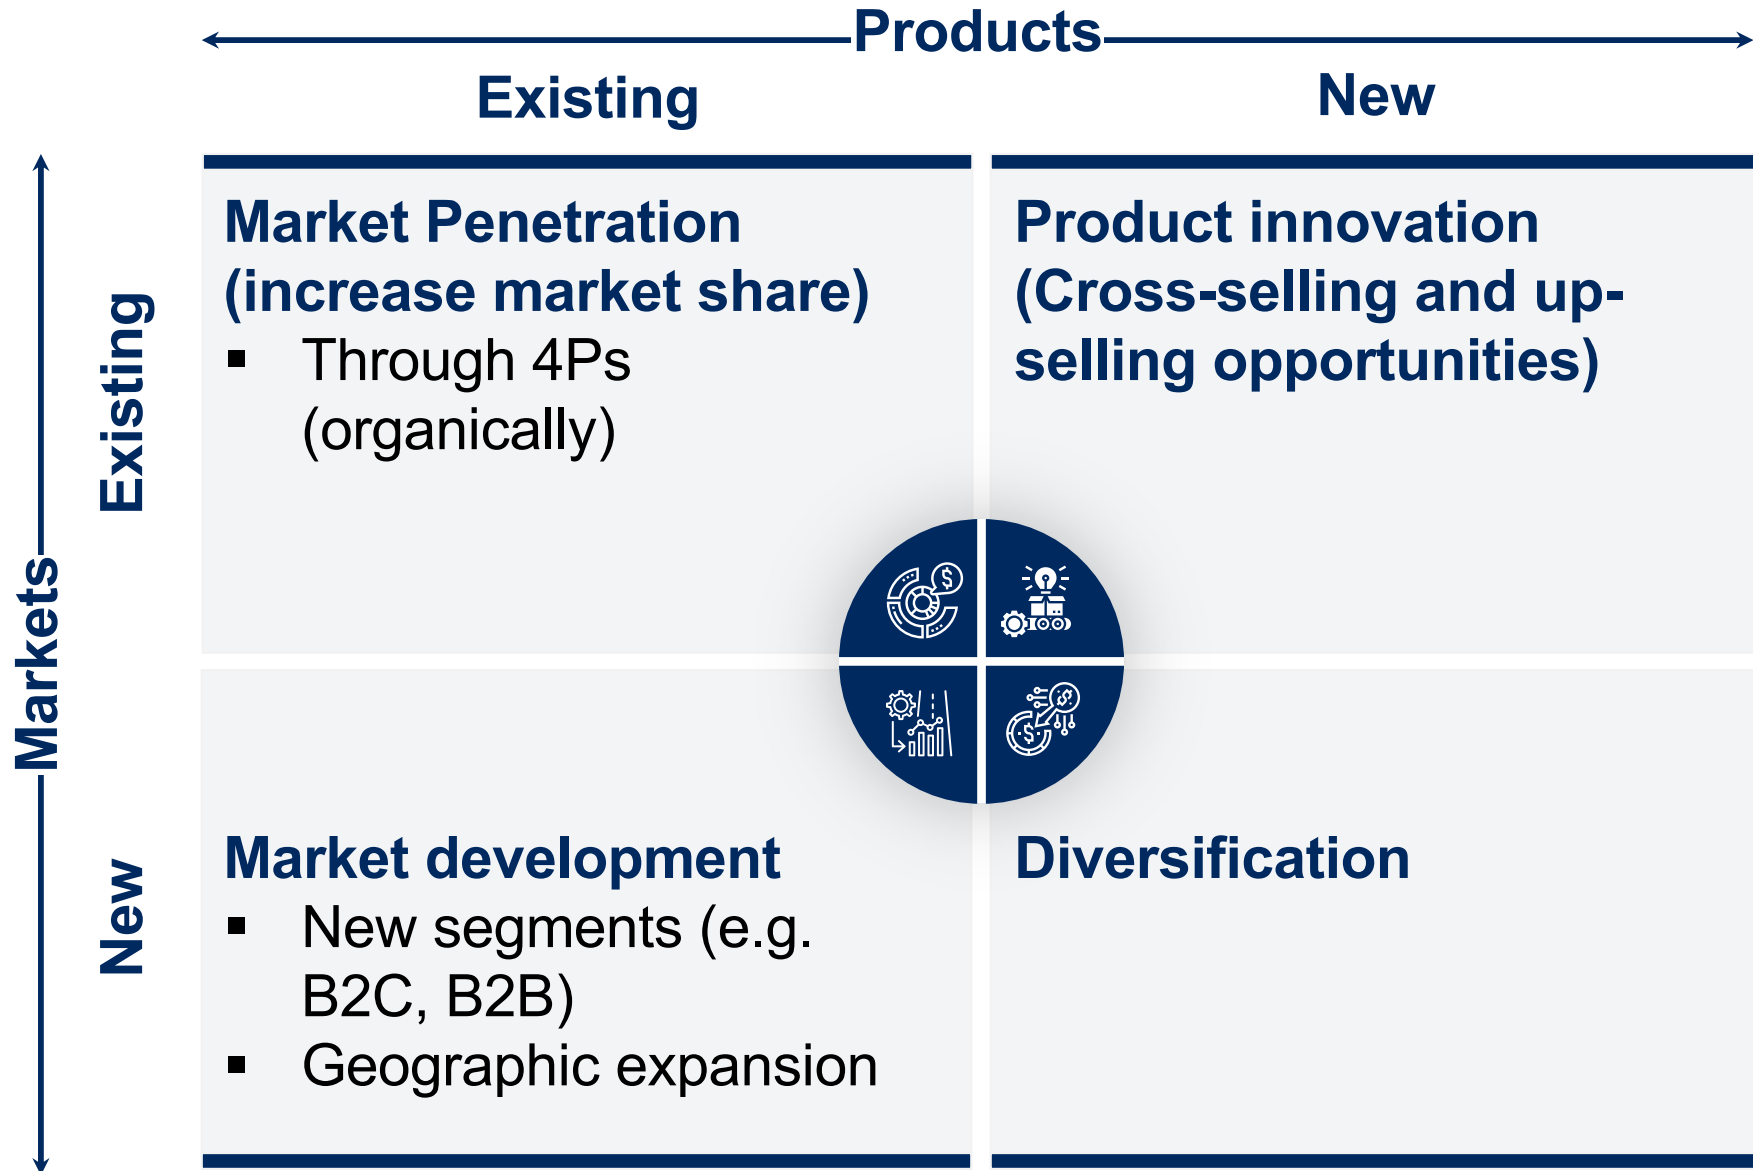 Products
Existing
New
Markets
Existing
Market Penetration
(increase market share)
▪ Through 4Ps
(organically)
Product innovation
(Cross-selling and up-
selling opportunities)
New
Market development
▪ New segments (e.g.
B2C, B2B)
▪ Geographic expansion
Diversification
$
$
$